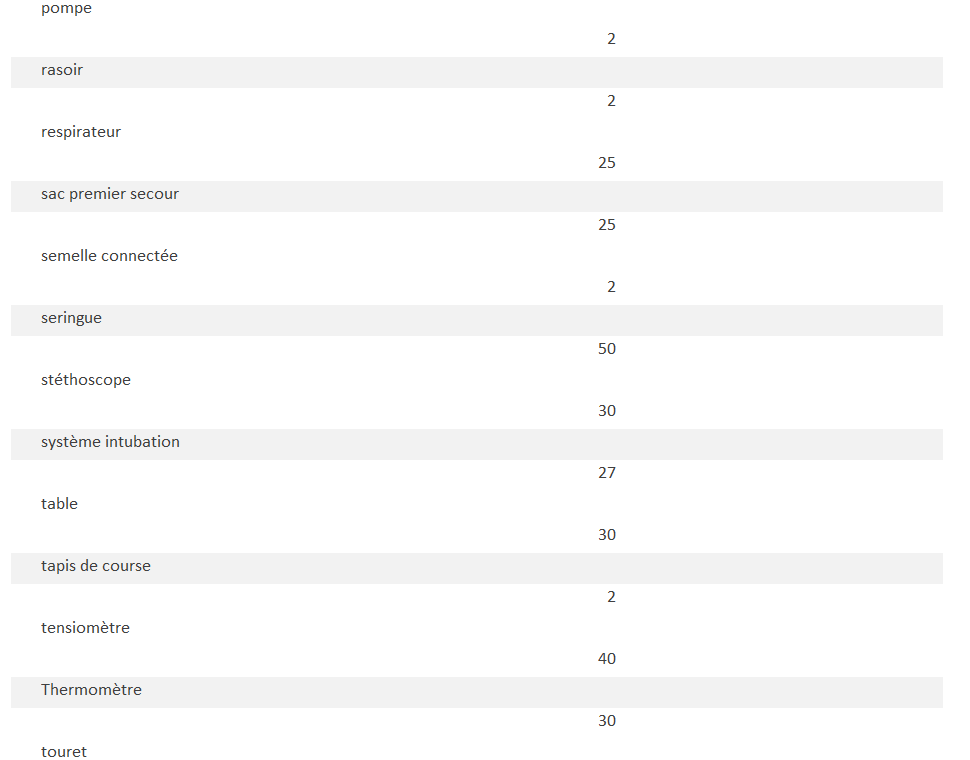 pompe
2
rasoir
2
respirateur
25
sac premier secour
25
semelle connectée
2
seringue
50
stéthoscope
30
système intubation
27
table
30
tapis de course
2
tensiomètre
40
Thermomètre
30
touret